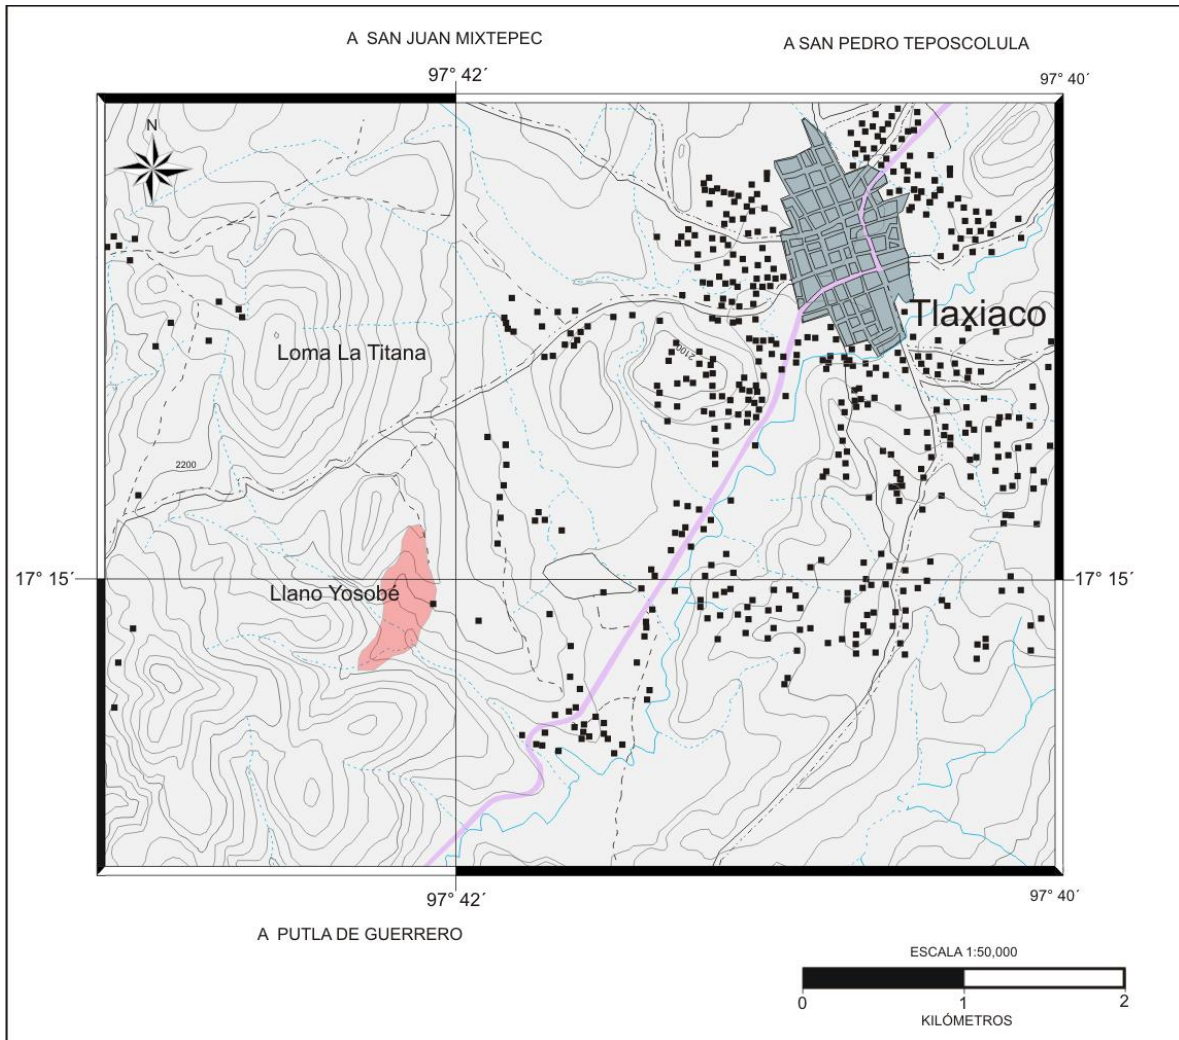 A SAN JUAN MIXTEPEC
A SAN PEDRO TEPOSCOLULA
97° 42´
97° 40´
N
Tlaxiaco
2100
Loma La Titana
2200
17° 15´
17° 15´
Llano Yosobé
97° 42´
97° 40´
A PUTLA DE GUERRERO
ESCALA 1:50,000
0 1 2
KILÓMETROS